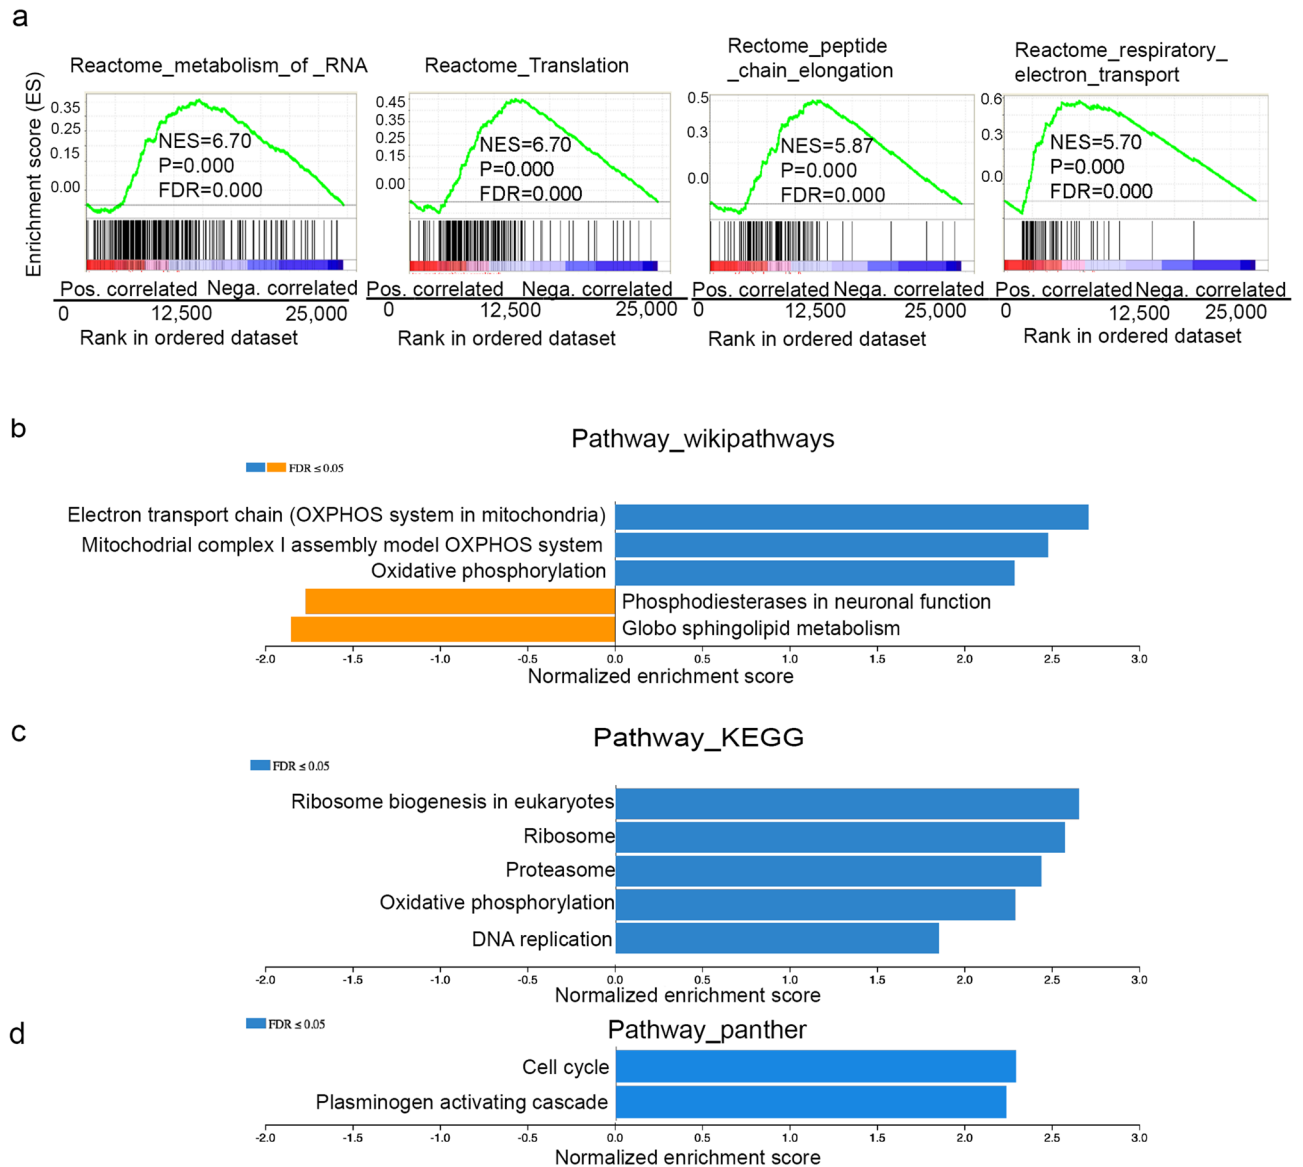 a
Reactome_metabolism_of _RNA
Reactome_Translation
Rectome_peptide
_chain_elongation
Reactome_respiratory_
electron_transport
Enrichment score (ES)
0.35
0.25
0.15
0.00
NES=6.70
P=0.000
FDR=0.000
0.45
0.35
0.25
0.15
0.00
NES=6.70
P=0.000
FDR=0.000
0.5
0.3
0.0
NES=5.87
P=0.000
FDR=0.000
0.6
0.3
0.0
NES=5.70
P=0.000
FDR=0.000
Pos. correlated Nega. correlated
0 12,500 25,000
Rank in ordered dataset
Pos. correlated Nega. correlated
0 12,500 25,000
Rank in ordered dataset
Pos. correlated Nega. correlated
0 12,500 25,000
Rank in ordered dataset
Pos. correlated Nega. correlated
0 12,500 25,000
Rank in ordered dataset
b
Pathway_wikipathways
FDR ≤ 0.05
Electron transport chain (OXPHOS system in mitochondria)
Mitochodrial complex I assembly model OXPHOS system
Oxidative phosphorylation
Phosphodiesterases in neuronal function
Globo sphingolipid metabolism
-2.0 -1.5 -1.0 -0.5 0.0 0.5 1.0 1.5 2.0 2.5 3.0
Normalized enrichment score
c
Pathway_KEGG
FDR ≤ 0.05
Ribosome biogenesis in eukaryotes
Ribosome
Proteasome
Oxidative phosphorylation
DNA replication
-2.0 -1.5 -1.0 -0.5 0.0 0.5 1.0 1.5 2.0 2.5 3.0
Normalized enrichment score
d
FDR ≤ 0.05
Pathway_panther
Cell cycle
Plasminogen activating cascade
-2.0 -1.5 -1.0 -0.5 0.0 0.5 1.0 1.5 2.0 2.5 3.0
Normalized enrichment score